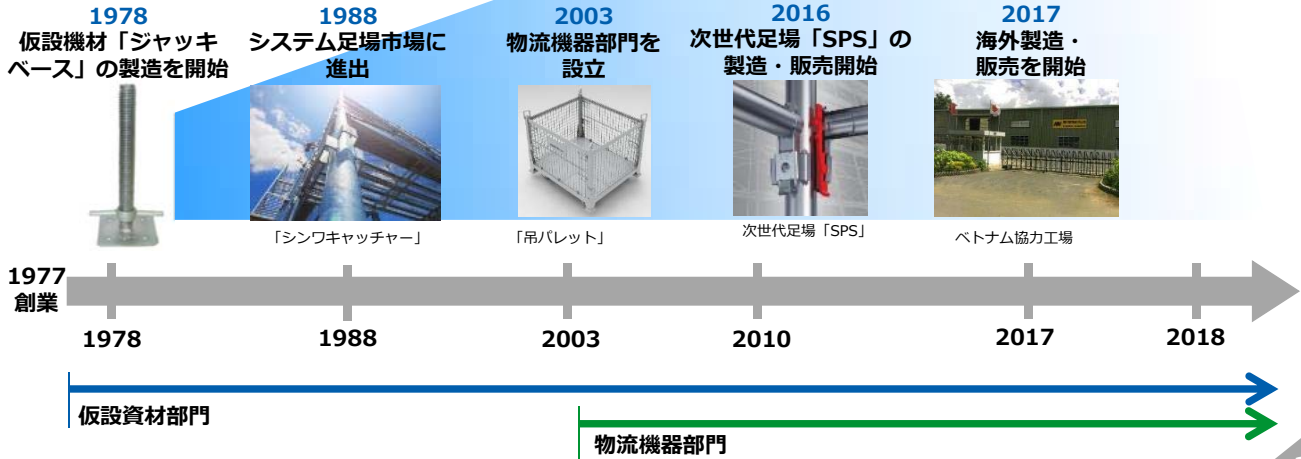 1978
仮設機材「ジャッキ
ベース」の製造を開始
1988
システム足場市場に
進出
「シンワキャッチャー」
2003
物流機器部門を
設立
「吊パレット」
2016
次世代足場「SPS」の
製造・販売開始
次世代足場「SPS」
2017
海外製造・
販売を開始
ベトナム協力工場
1977
創業
1978
1988
2003
2010
2017
2018
仮設資材部門
物流機器部門